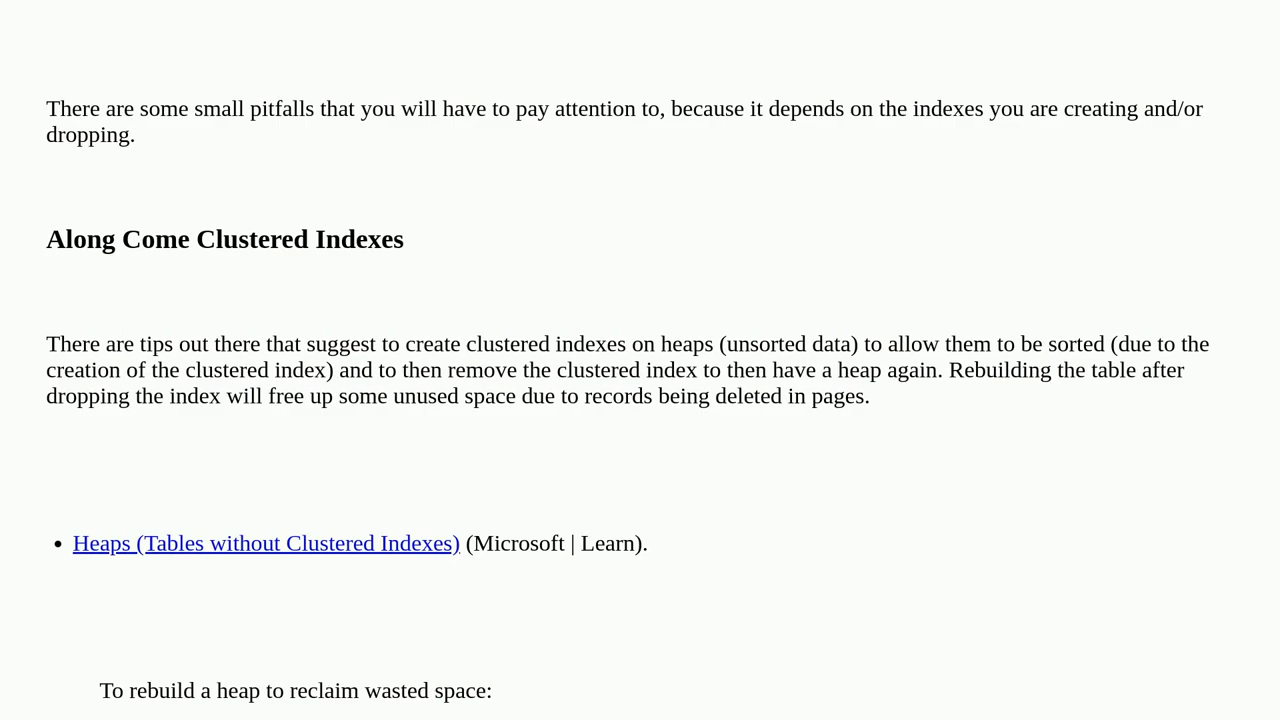 There are some small pitfalls that you will have to pay attention to, because it depends on the indexes you are creating and/or
dropping.
Along Come Clustered Indexes
There are tips out there that suggest to create clustered indexes on heaps (unsorted data) to allow them to be sorted (due to the
creation of the clustered index) and to then remove the clustered index to then have a heap again. Rebuilding the table after
dropping the index will free up some unused space due to records being deleted in pages.
• Heaps (Tables without Clustered Indexes) (Microsoft | Learn).
To rebuild a heap to reclaim wasted space: